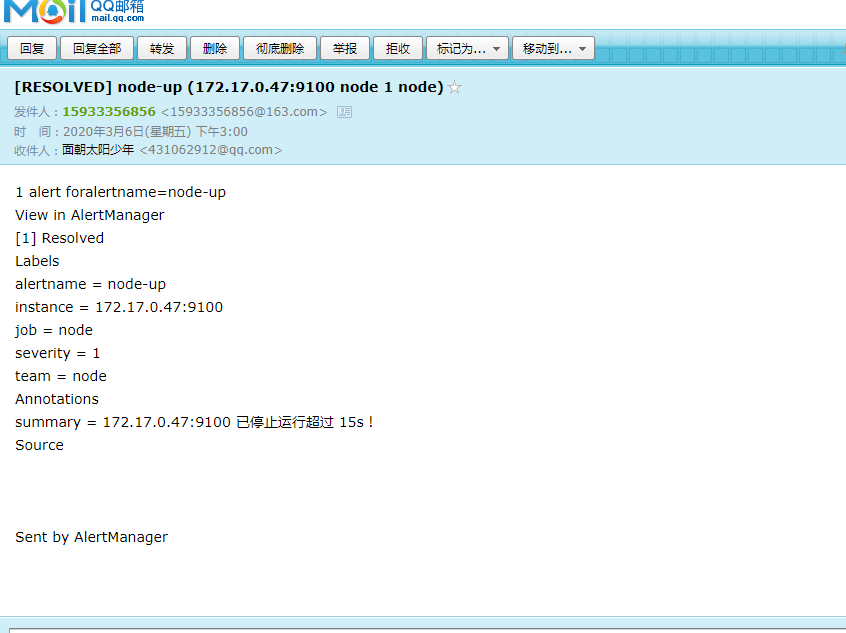 Mail QQ邮箱
mail.qq.com
回复 回复全部 转发 删除 彻底删除 举报 拒收 标记为... 移动到...
[RESOLVED] node-up (172.17.0.47:9100 node 1 node)
发件人：15933356856 <15933356856@163.com>
时 间：2020年3月6日(星期五) 下午3:00
收件人：面朝太阳少年 <431062912@qq.com>
1 alert foralertname=node-up
View in AlertManager
[1] Resolved
Labels
alertname = node-up
instance = 172.17.0.47:9100
job = node
severity = 1
team = node
Annotations
summary = 172.17.0.47:9100 已停止运行超过 15s！
Source
Sent by AlertManager